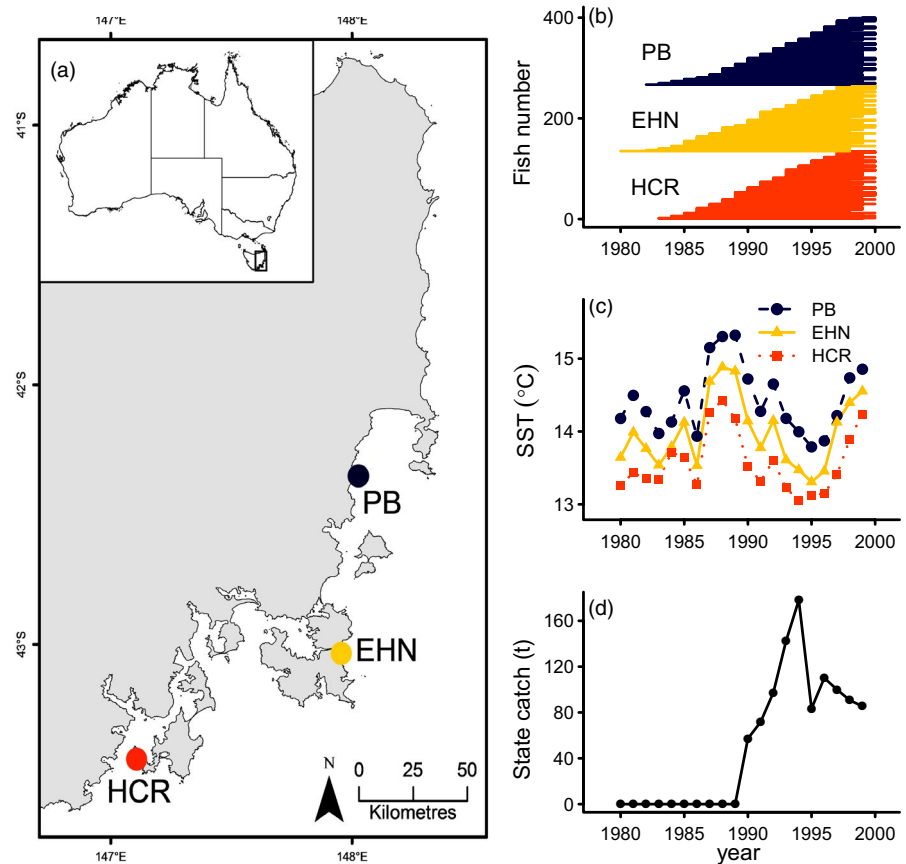 147°E 148°E
(a)
41°S
42°S
43°S
PB
EHN
HCR
N
0 25 50
Kilometres
147°E 148°E
(b)
Fish number
400
200
0
PB
EHN
HCR
1980 1985 1990 1995 2000
(c)
PB
EHN
HCR
SST (°C)
15
14
13
1980 1985 1990 1995 2000
(d)
State catch (t)
160
120
80
40
0
1980 1985 1990 1995 2000
year